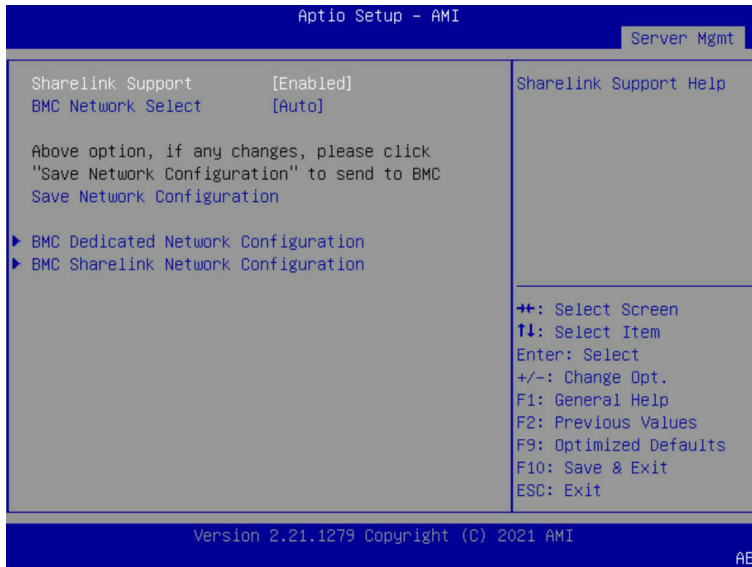 Aptio Setup – AMI
Server Mgmt
Sharelink Support [Enabled]
BMC Network Select [Auto]
Above option, if any changes, please click
"Save Network Configuration" to send to BMC
Save Network Configuration
BMC Dedicated Network Configuration
BMC Sharelink Network Configuration
Sharelink Support Help
→←: Select Screen
↑↓: Select Item
Enter: Select
+/-: Change Opt.
F1: General Help
F2: Previous Values
F9: Optimized Defaults
F10: Save & Exit
ESC: Exit
Version 2.21.1279 Copyright (C) 2021 AMI
AB